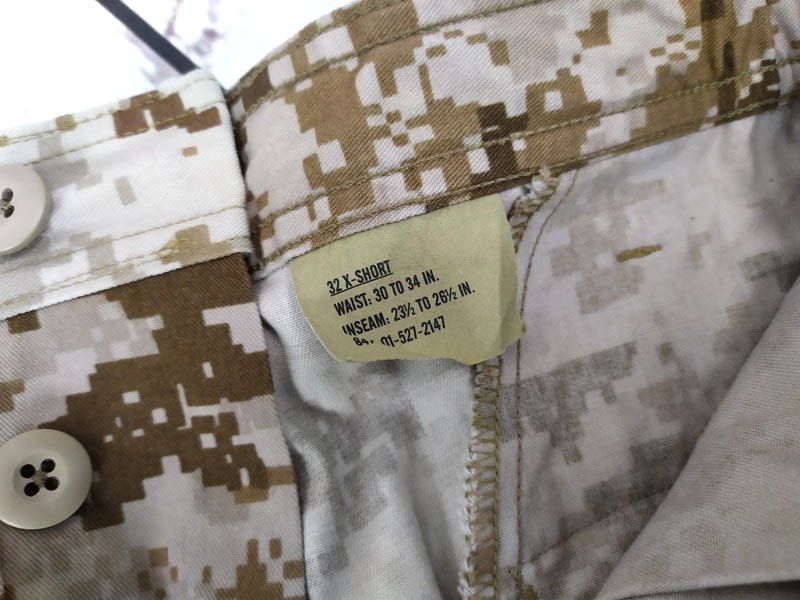 32 X-SHORT
WAIST: 30 TO 34 IN.
INSEAM: 23½ TO 26½ IN.
01-527-2147